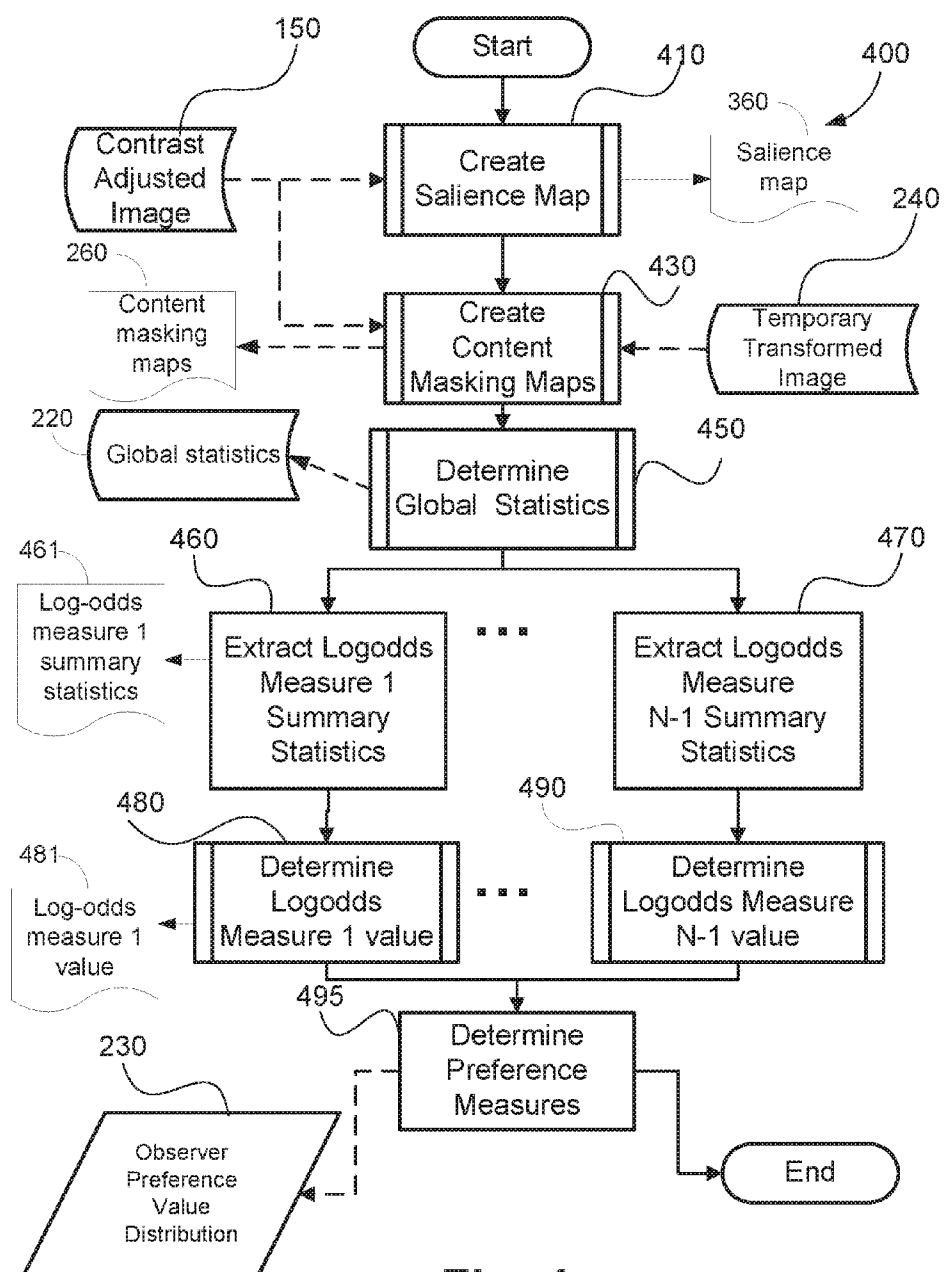 150
Start
410
400
360
Contrast
Adjusted
Image
Create
Salience Map
Salience
map
240
260
430
Content
masking
maps
Create
Content
Masking Maps
Temporary
Transformed
Image
220
450
Global statistics
Determine
Global Statistics
461
460
470
Log-odds
measure 1
summary
statistics
Extract Logodds
Measure 1
Summary
Statistics
Extract Logodds
Measure
N-1 Summary
Statistics
480
490
481
Log-odds
measure 1
value
Determine
Logodds
Measure 1 value
Determine
Logodds Measure
N-1 value
495
Determine
Preference
Measures
230
Observer
Preference
Value
Distribution
End